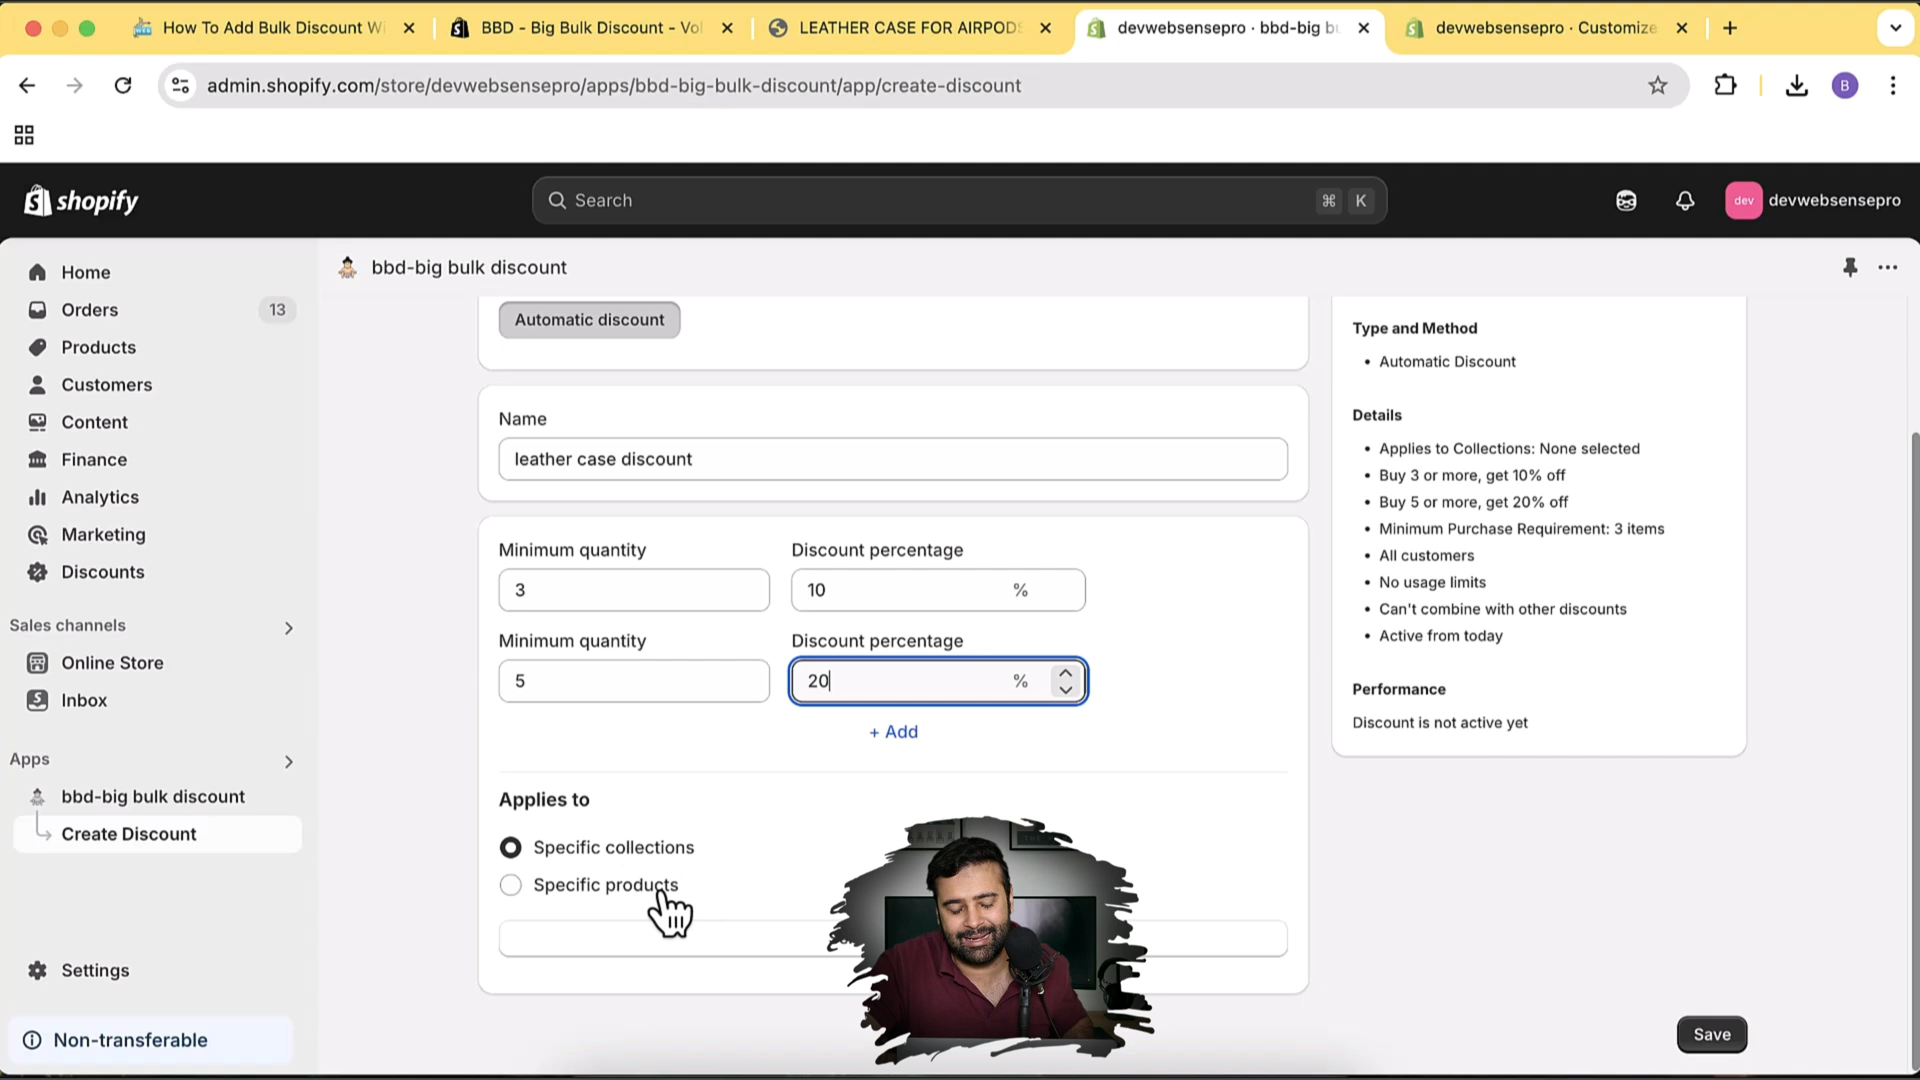 How To Add Bulk Discount Wi
BBD - Big Bulk Discount - Vol
LEATHER CASE FOR AIRPODS
devwebsensepro · bbd-big bu
devwebsensepro · Customize
admin.shopify.com/store/devwebsensepro/apps/bbd-big-bulk-discount/app/create-discount
B
shopify
Search
⌘ K
dev
devwebsensepro
Home
Orders 13
Products
Customers
Content
Finance
Analytics
Marketing
Discounts
Sales channels
Online Store
Inbox
Apps
bbd-big bulk discount
Create Discount
Settings
Non-transferable
bbd-big bulk discount
Automatic discount
Name
leather case discount
Minimum quantity Discount percentage
3 10 %
Minimum quantity Discount percentage
5 20 %
+ Add
Applies to
Specific collections
Specific products
Type and Method
• Automatic Discount
Details
• Applies to Collections: None selected
• Buy 3 or more, get 10% off
• Buy 5 or more, get 20% off
• Minimum Purchase Requirement: 3 items
• All customers
• No usage limits
• Can't combine with other discounts
• Active from today
Performance
Discount is not active yet
Save